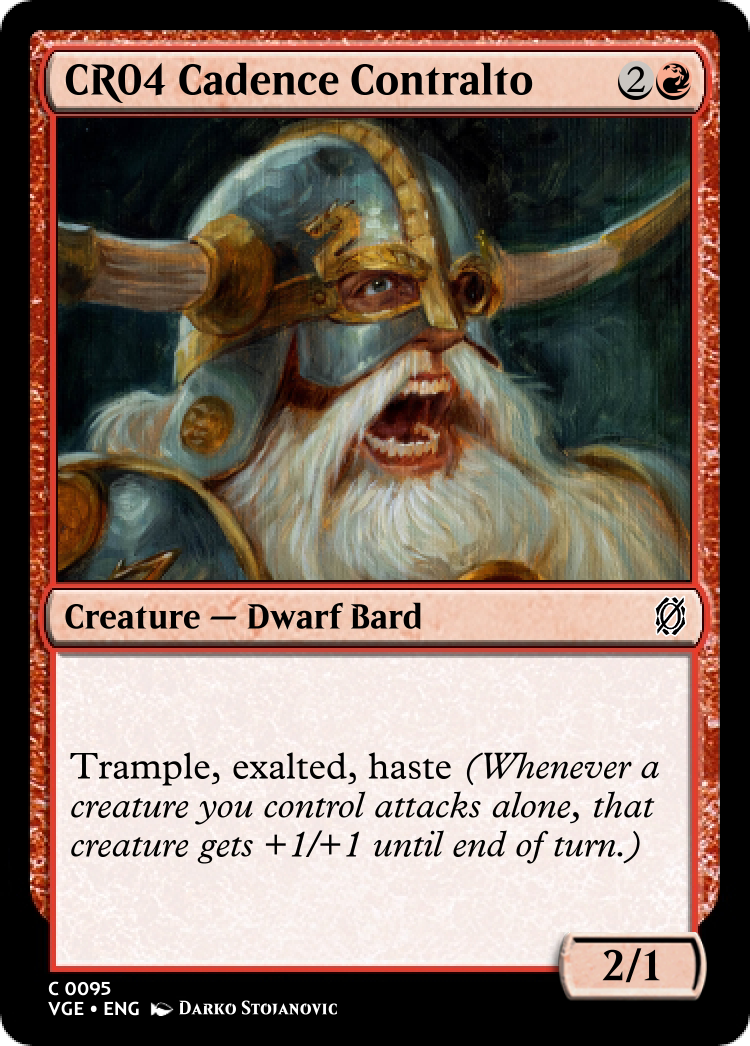 CR04 Cadence Contralto 2
Creature — Dwarf Bard
Trample, exalted, haste (Whenever a
creature you control attacks alone, that
creature gets +1/+1 until end of turn.)
2/1
C 0095
VGE • ENG Darko Stojanovic